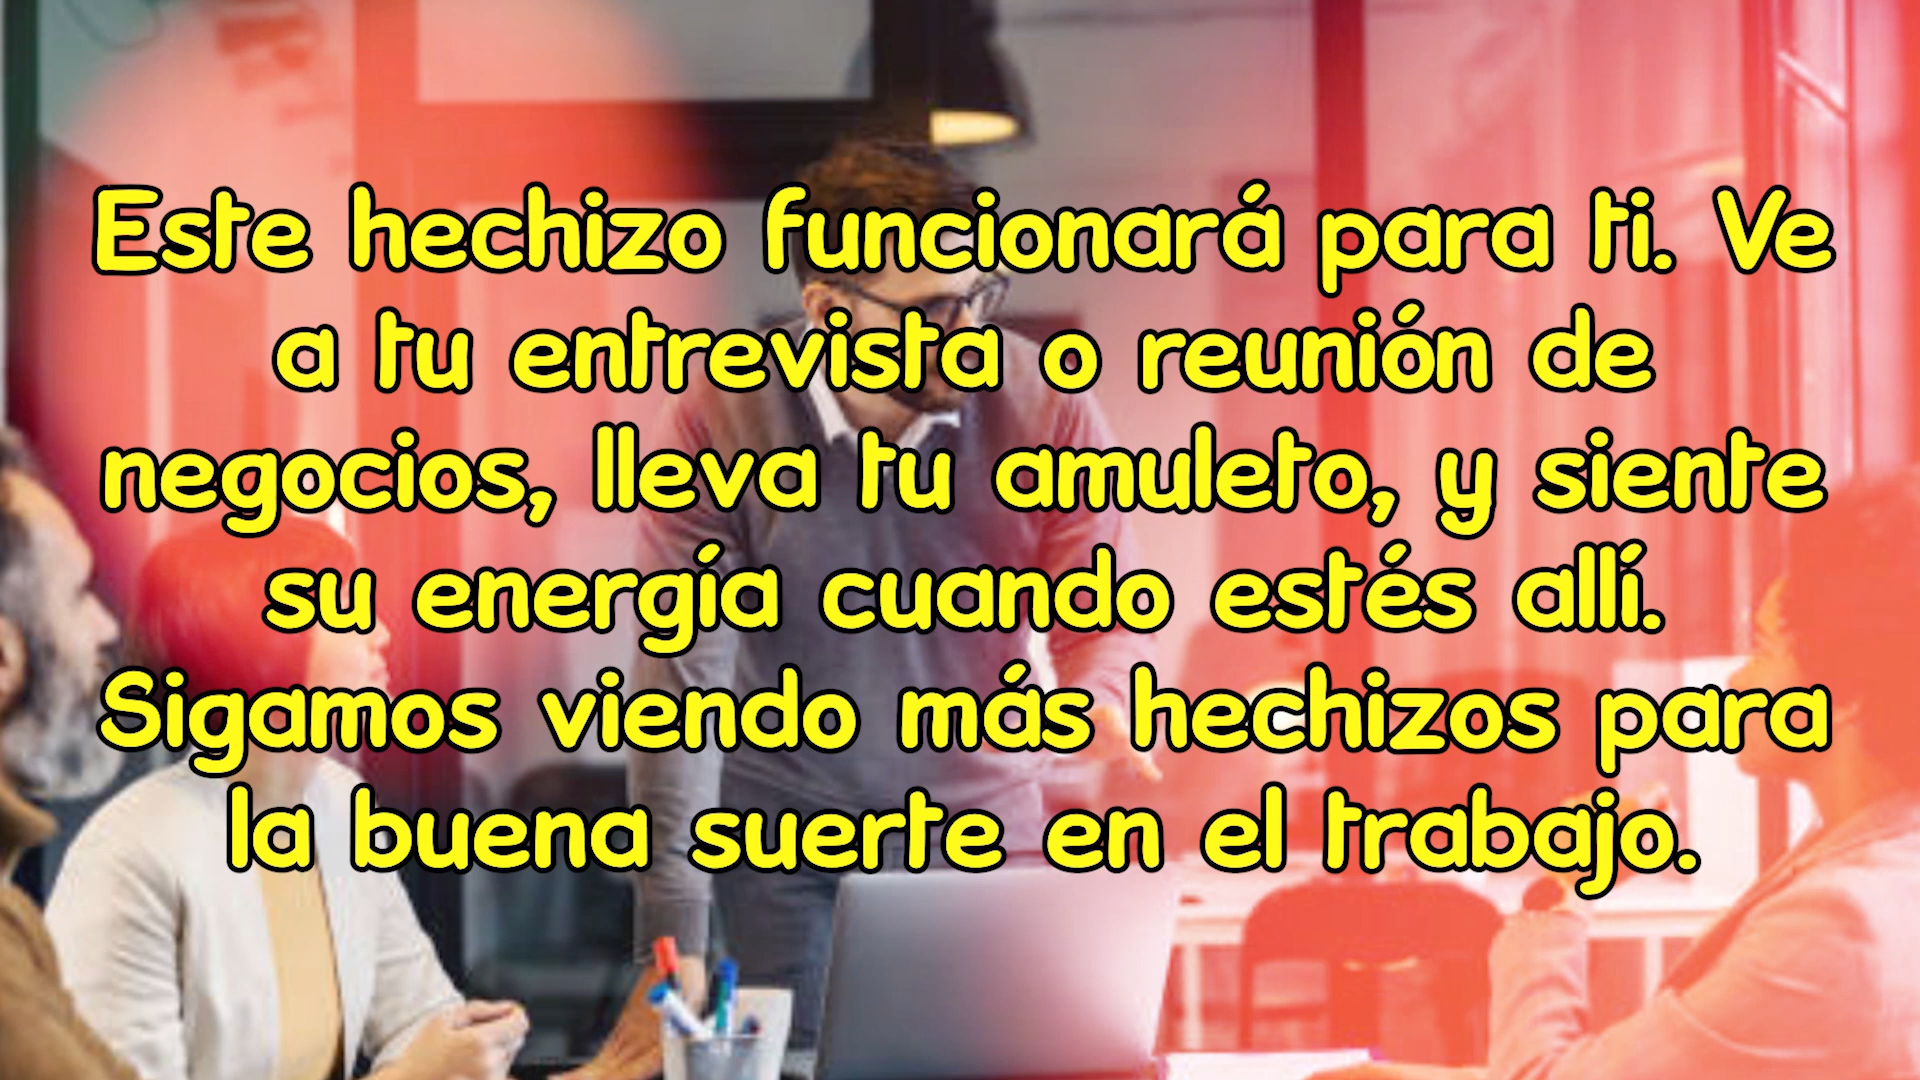 Este hechizo funcionará para ti. Ve
a tu entrevista o reunión de
negocios, lleva tu amuleto, y siente
su energía cuando estés allí.
Sigamos viendo más hechizos para
la buena suerte en el trabajo.